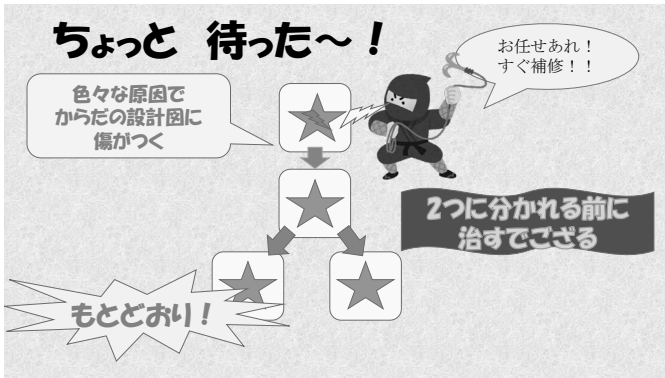 ちょっと 待った～！
お任せあれ！
すぐ補修！！
色々な原因で
からだの設計図に
傷がつく
2つに分かれる前に
治すでござる
もとどおり！